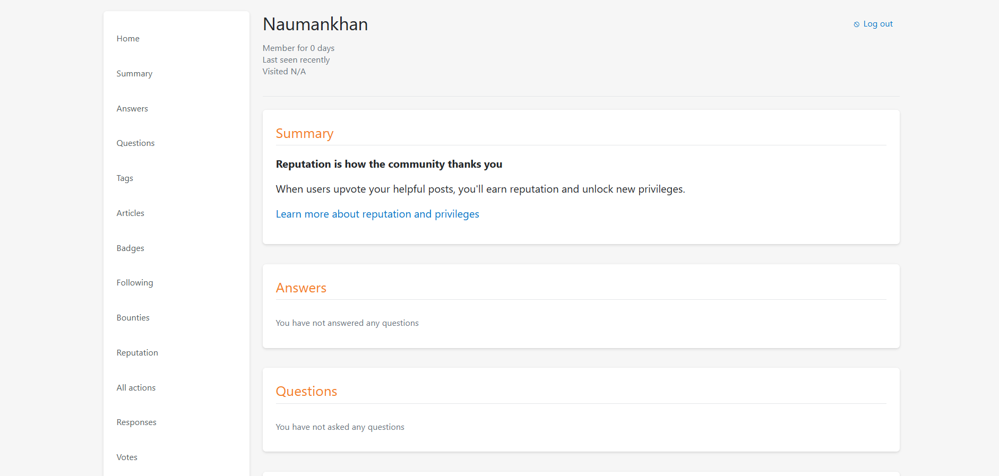 Home
Summary
Answers
Questions
Tags
Articles
Badges
Following
Bounties
Reputation
All actions
Responses
Votes
Naumankhan
Log out
Member for 0 days
Last seen recently
Visited N/A
Summary
Reputation is how the community thanks you
When users upvote your helpful posts, you'll earn reputation and unlock new privileges.
Learn more about reputation and privileges
Answers
You have not answered any questions
Questions
You have not asked any questions